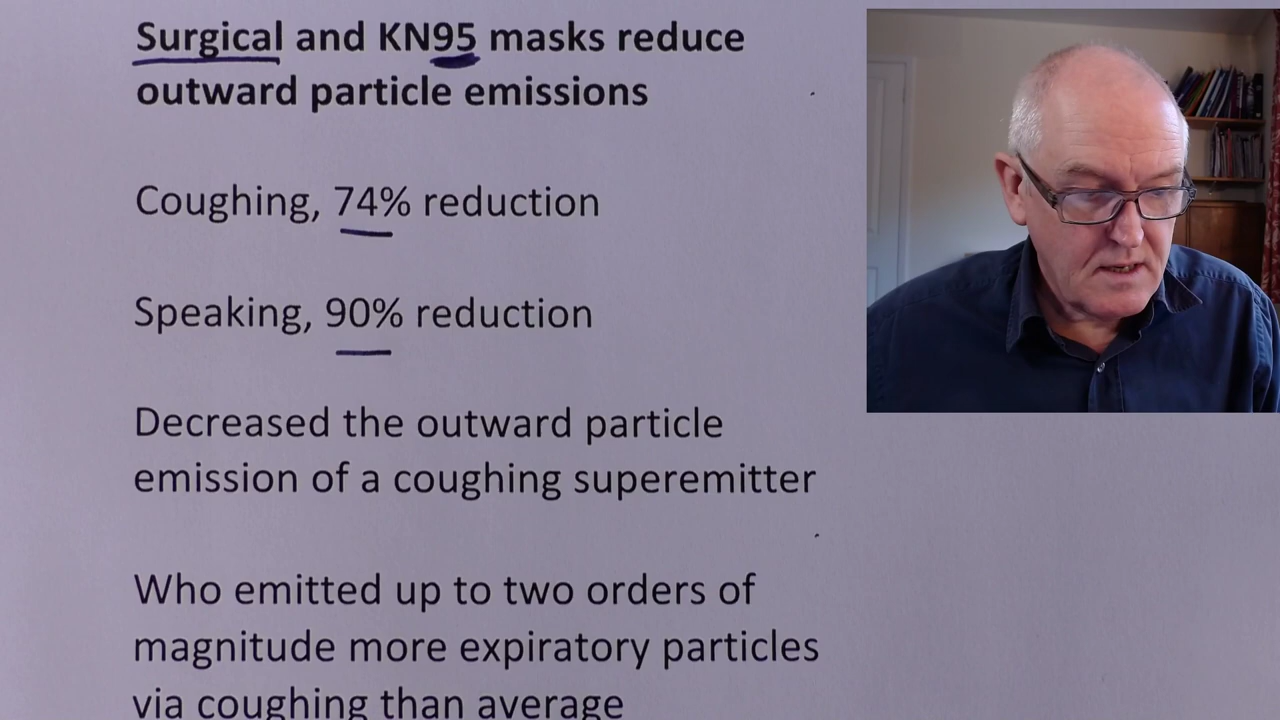 Surgical and KN95 masks reduce
outward particle emissions
Coughing, 74% reduction
Speaking, 90% reduction
Decreased the outward particle
emission of a coughing superemitter
Who emitted up to two orders of
magnitude more expiratory particles
via coughing than average